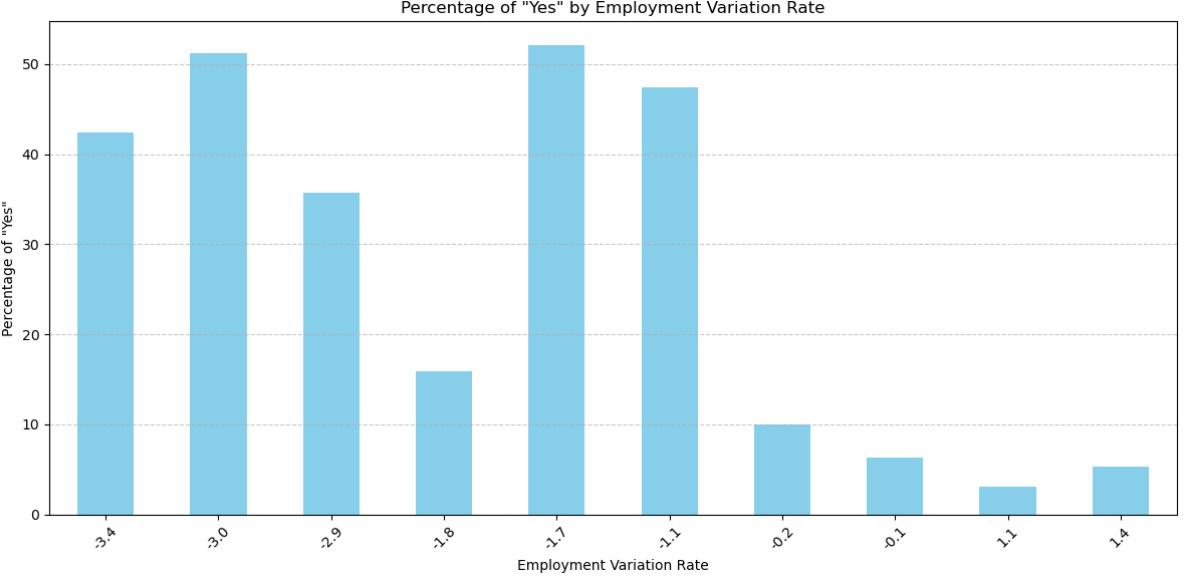 Percentage of "Yes" by Employment Variation Rate
Percentage of "Yes"
50
40
30
20
10
0
-3.4 -3.0 -2.9 -1.8 -1.7 -1.1 -0.2 -0.1 1.1 1.4
Employment Variation Rate